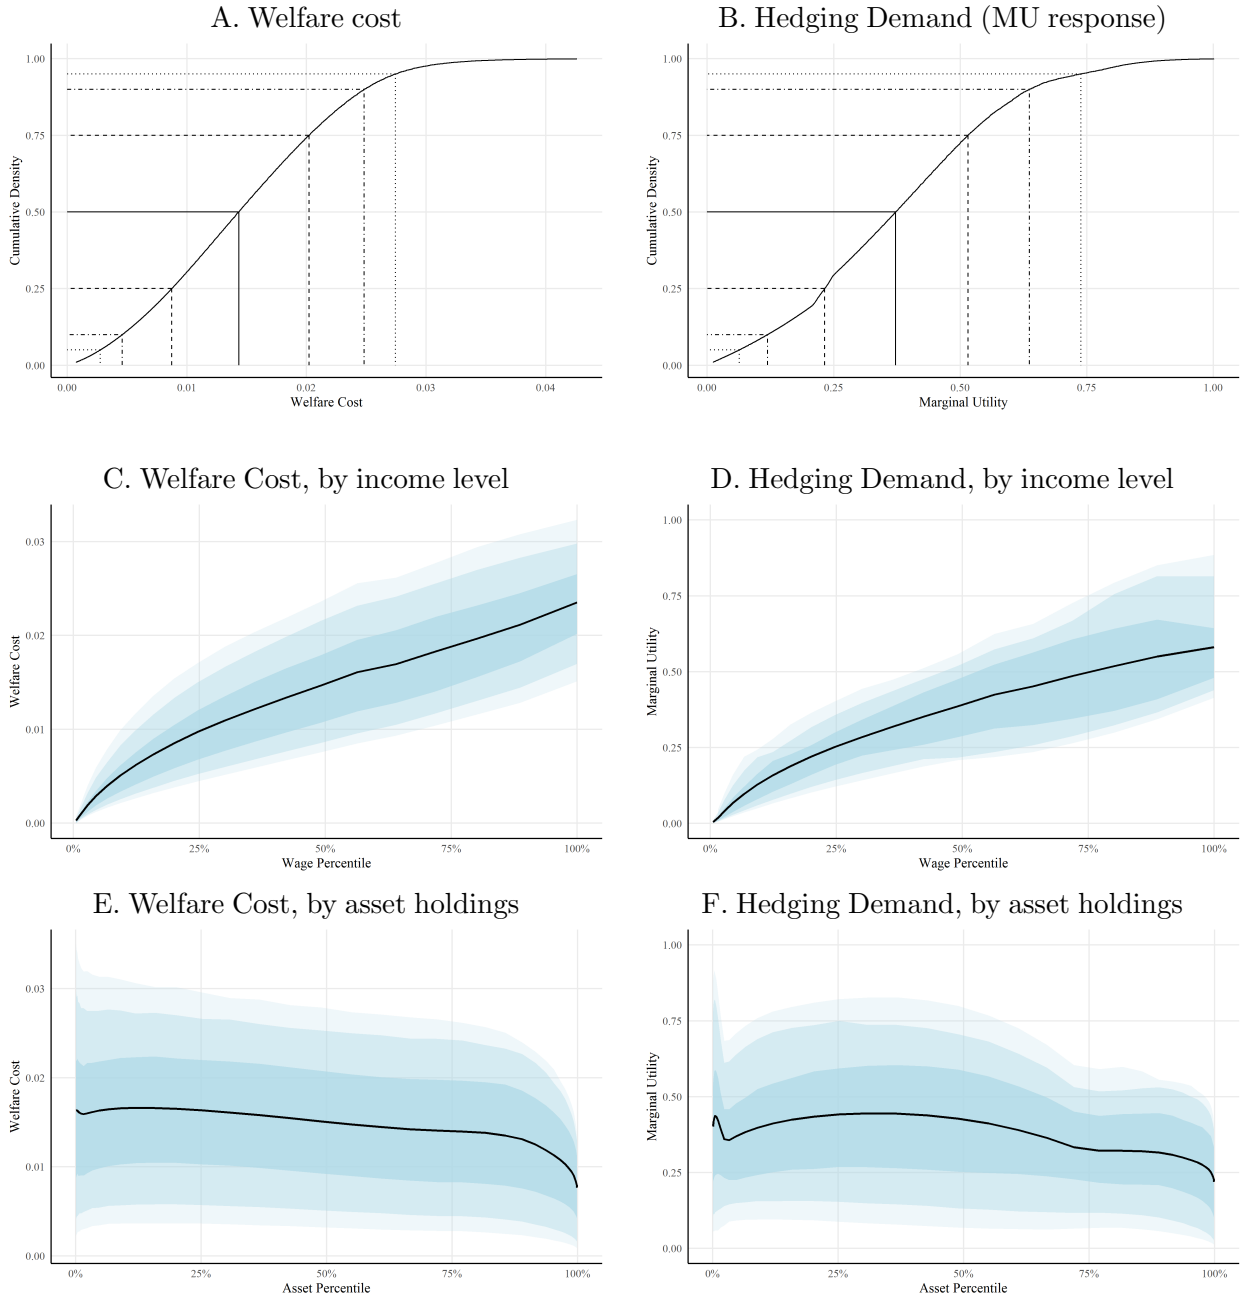 A. Welfare cost
1.00
0.75
0.50
0.25
0.00
Cumulative Density
0.00 0.01 0.02 0.03 0.04
Welfare Cost
B. Hedging Demand (MU response)
1.00
0.75
0.50
0.25
0.00
Cumulative Density
0.00 0.25 0.50 0.75 1.00
Marginal Utility
C. Welfare Cost, by income level
0.03
0.02
0.01
0.00
Welfare Cost
0% 25% 50% 75% 100%
Wage Percentile
D. Hedging Demand, by income level
1.00
0.75
0.50
0.25
0.00
Marginal Utility
0% 25% 50% 75% 100%
Wage Percentile
E. Welfare Cost, by asset holdings
0.03
0.02
0.01
0.00
Welfare Cost
0% 25% 50% 75% 100%
Asset Percentile
F. Hedging Demand, by asset holdings
1.00
0.75
0.50
0.25
0.00
Marginal Utility
0% 25% 50% 75% 100%
Asset Percentile